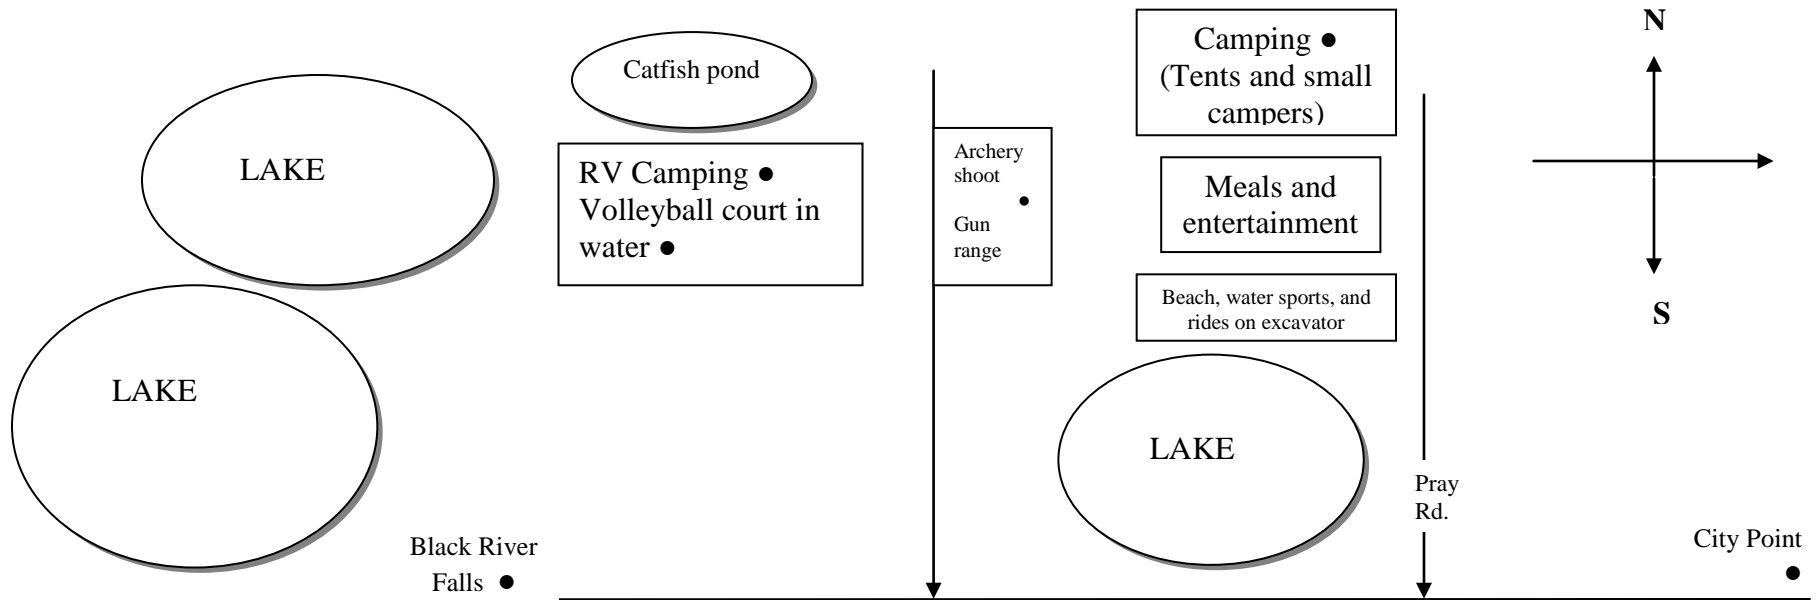 Catfish pond
LAKE
RV Camping ●
Volleyball court in
water ●
LAKE
Black River
Falls ●
Archery
shoot
●
Gun
range
Camping ●
(Tents and small
campers)
Meals and
entertainment
Beach, water sports, and
rides on excavator
LAKE
Pray
Rd.
N
S
City Point
●